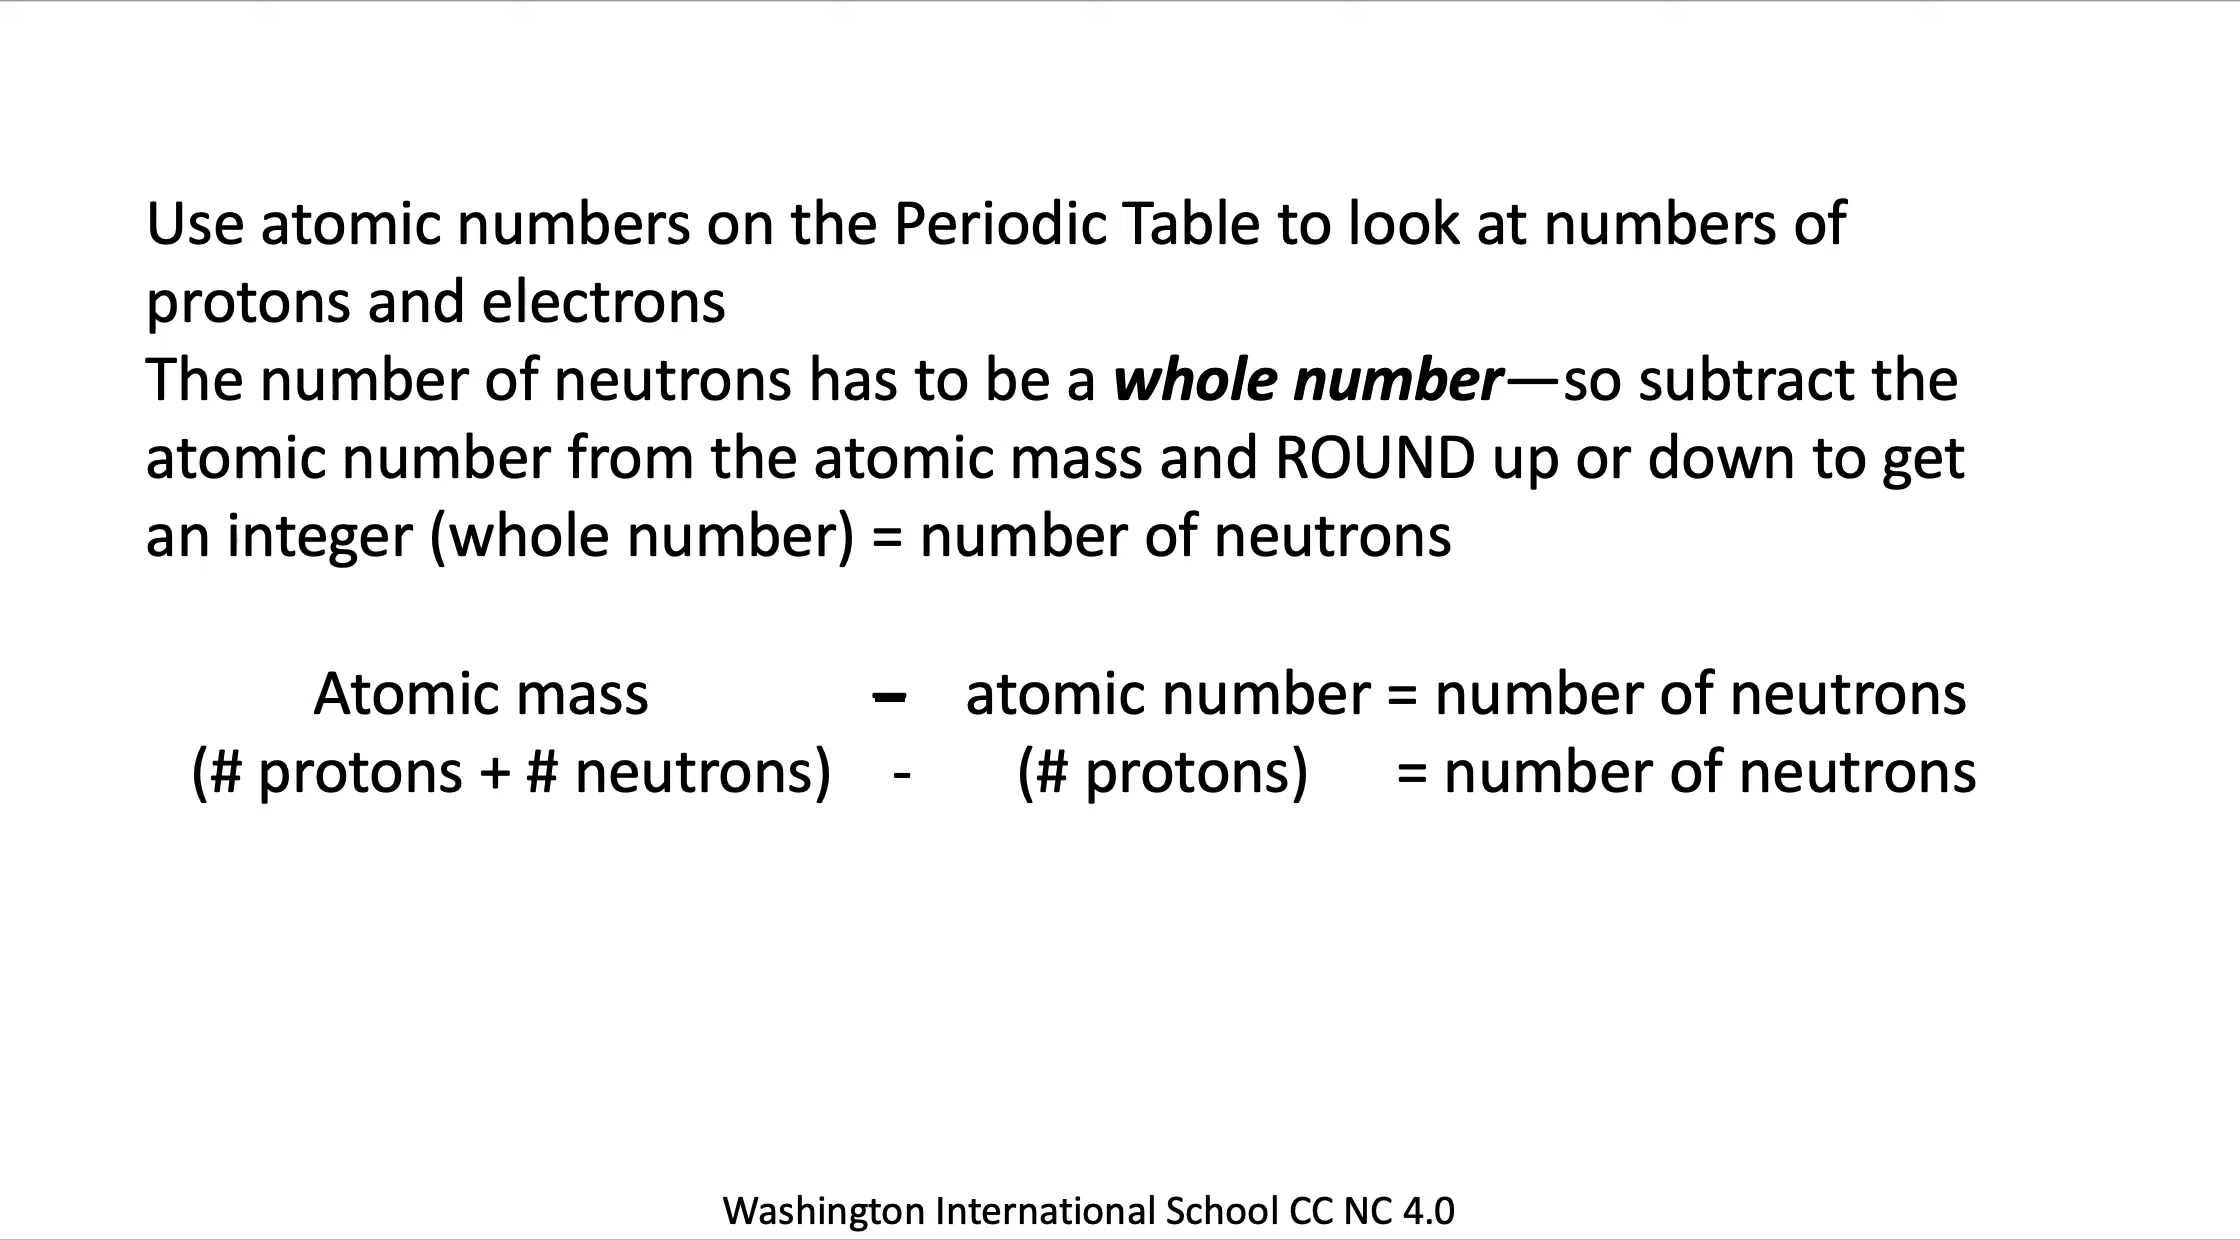 Use atomic numbers on the Periodic Table to look at numbers of
protons and electrons
The number of neutrons has to be a whole number—so subtract the
atomic number from the atomic mass and ROUND up or down to get
an integer (whole number) = number of neutrons
Atomic mass – atomic number = number of neutrons
(# protons + # neutrons) - (# protons) = number of neutrons
Washington International School CC NC 4.0